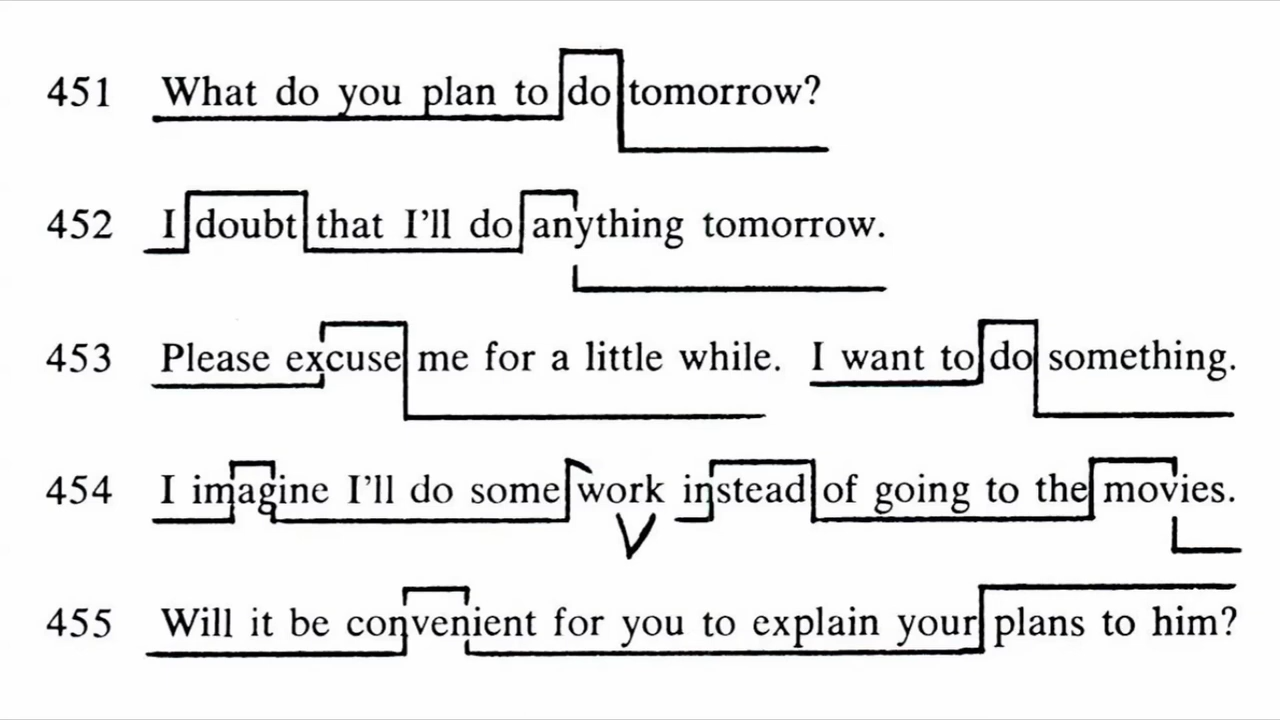 451 What do you plan to do tomorrow?
452 I doubt that I'll do anything tomorrow.
453 Please excuse me for a little while. I want to do something.
454 I imagine I'll do some work instead of going to the movies.
455 Will it be convenient for you to explain your plans to him?